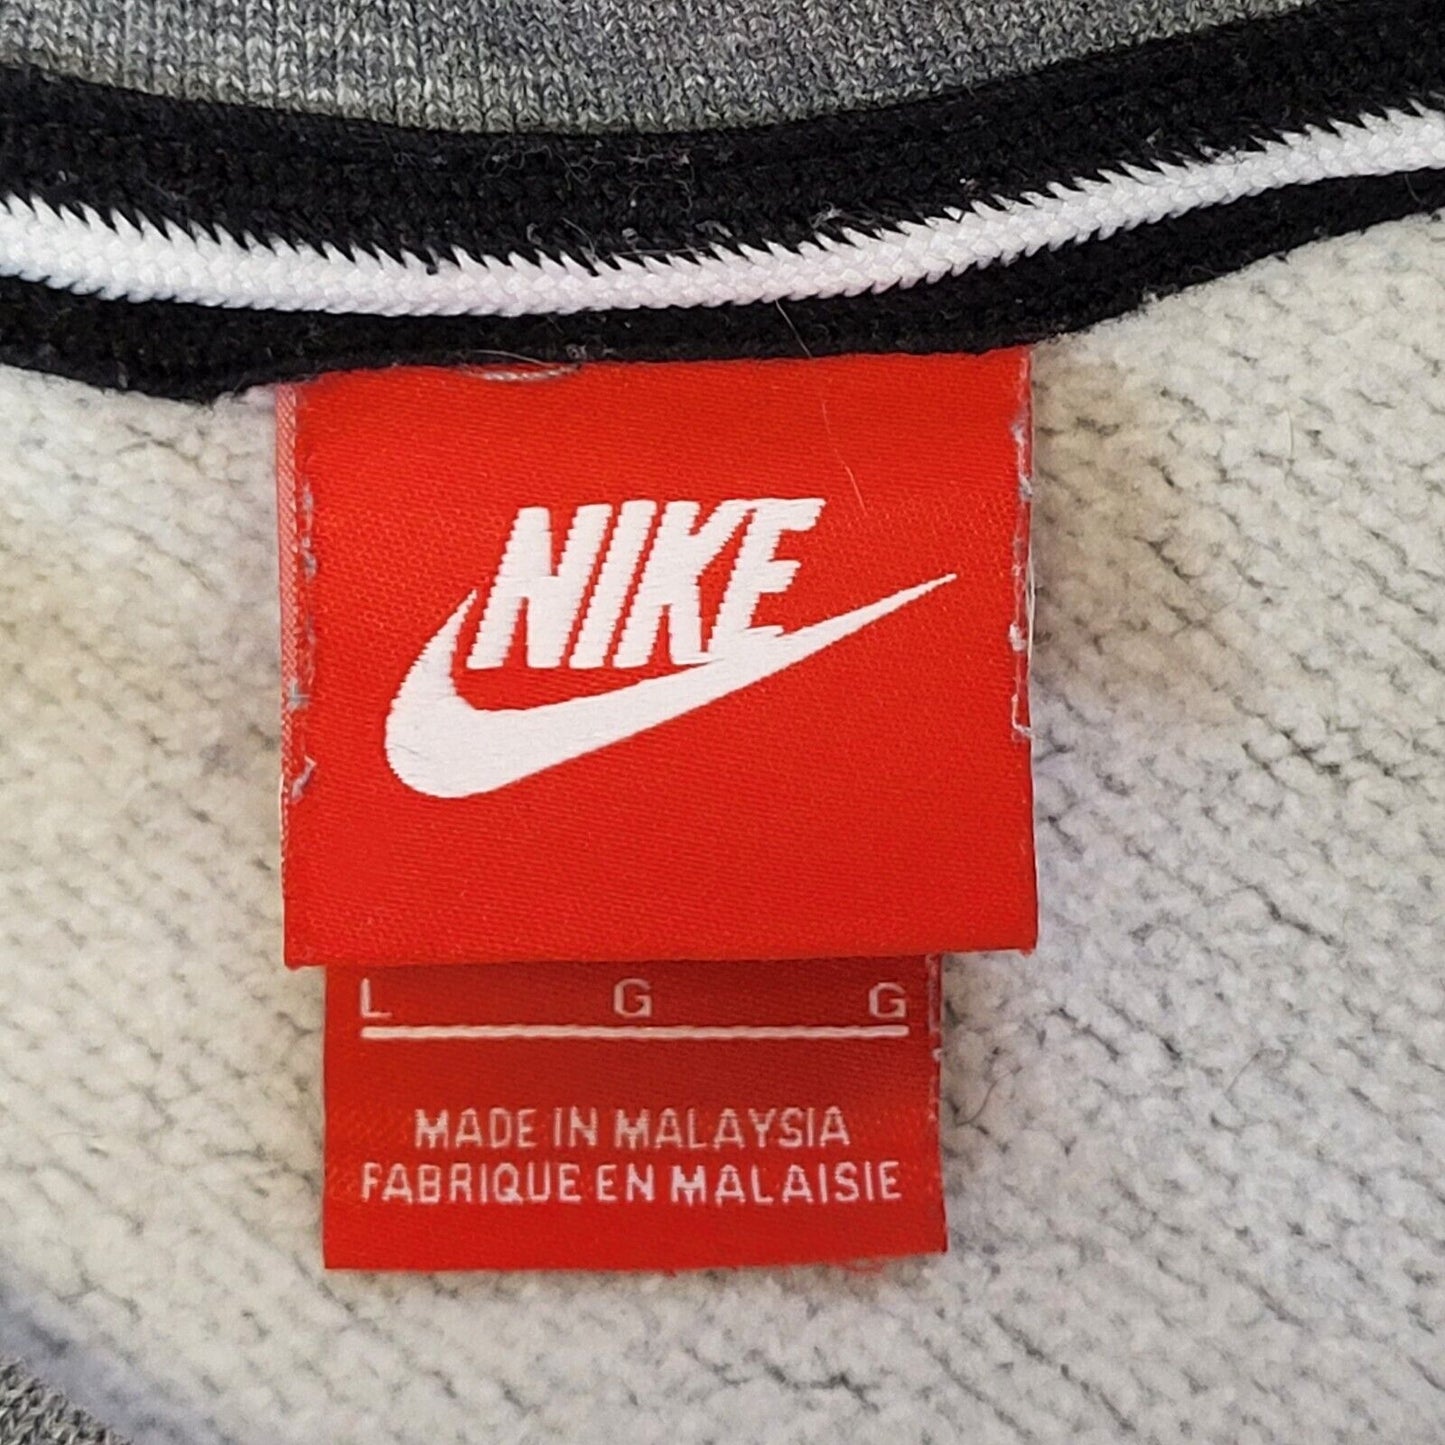 NIKE
L G G
MADE IN MALAYSIA
FABRIQUE EN MALAISIE